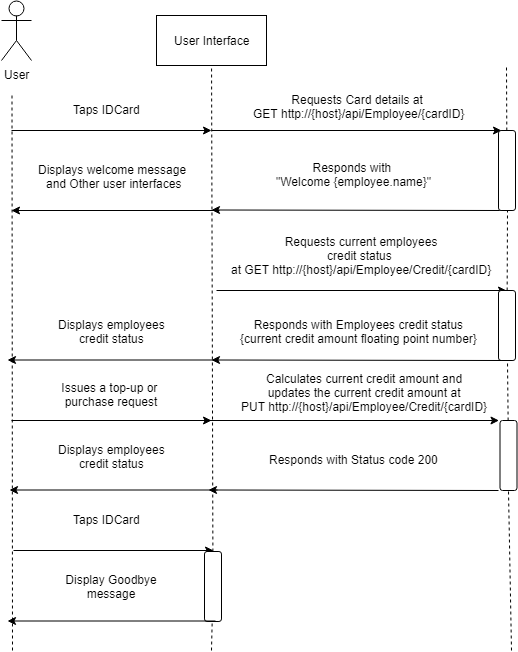 User Interface
User
Taps IDCard
Requests Card details at
GET http://{host}/api/Employee/{cardID}
Displays welcome message
and Other user interfaces
Responds with
"Welcome {employee.name}"
Requests current employees
credit status
at GET http://{host}/api/Employee/Credit/{cardID}
Displays employees
credit status
Responds with Employees credit status
{current credit amount floating point number}
Issues a top-up or
purchase request
Calculates current credit amount and
updates the current credit amount at
PUT http://{host}/api/Employee/Credit/{cardID}
Displays employees
credit status
Responds with Status code 200
Taps IDCard
Display Goodbye
message